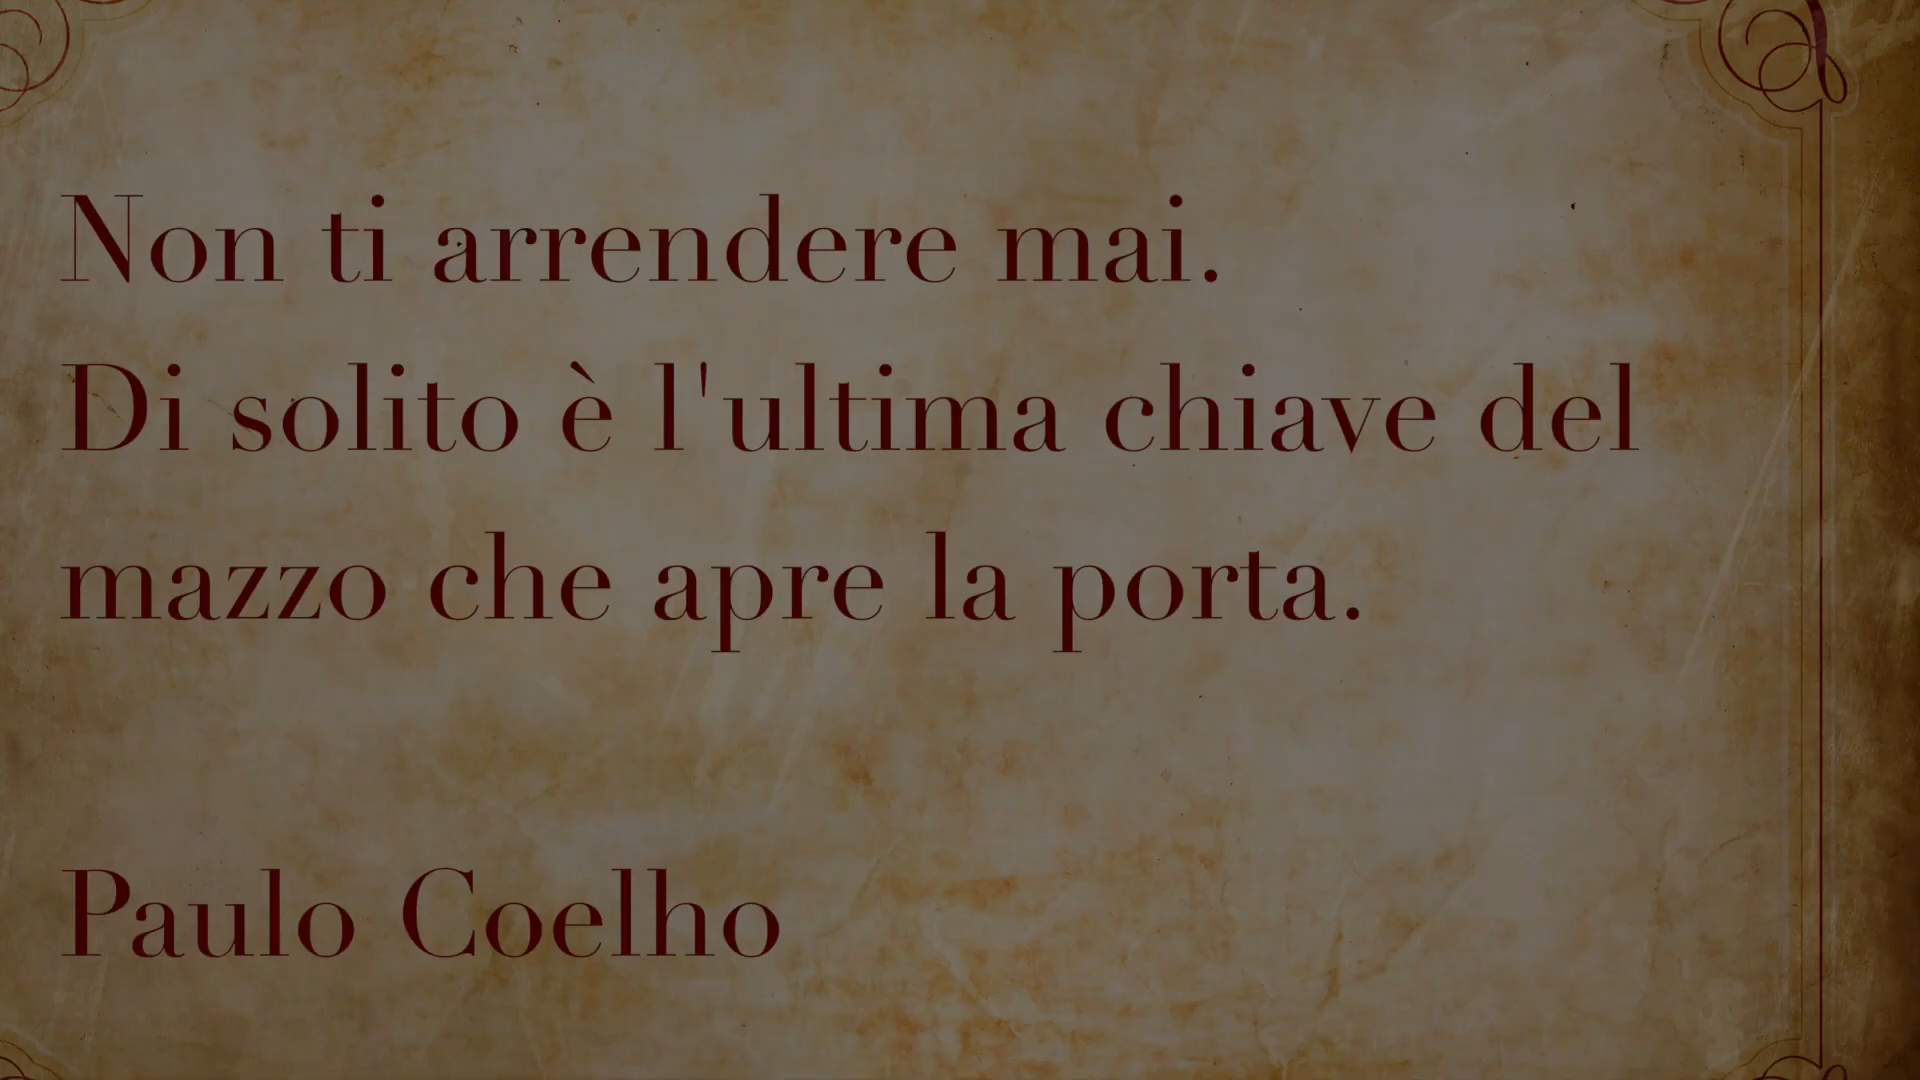 Non ti arrendere mai.
Di solito è l'ultima chiave del
mazzo che apre la porta.
Paulo Coelho